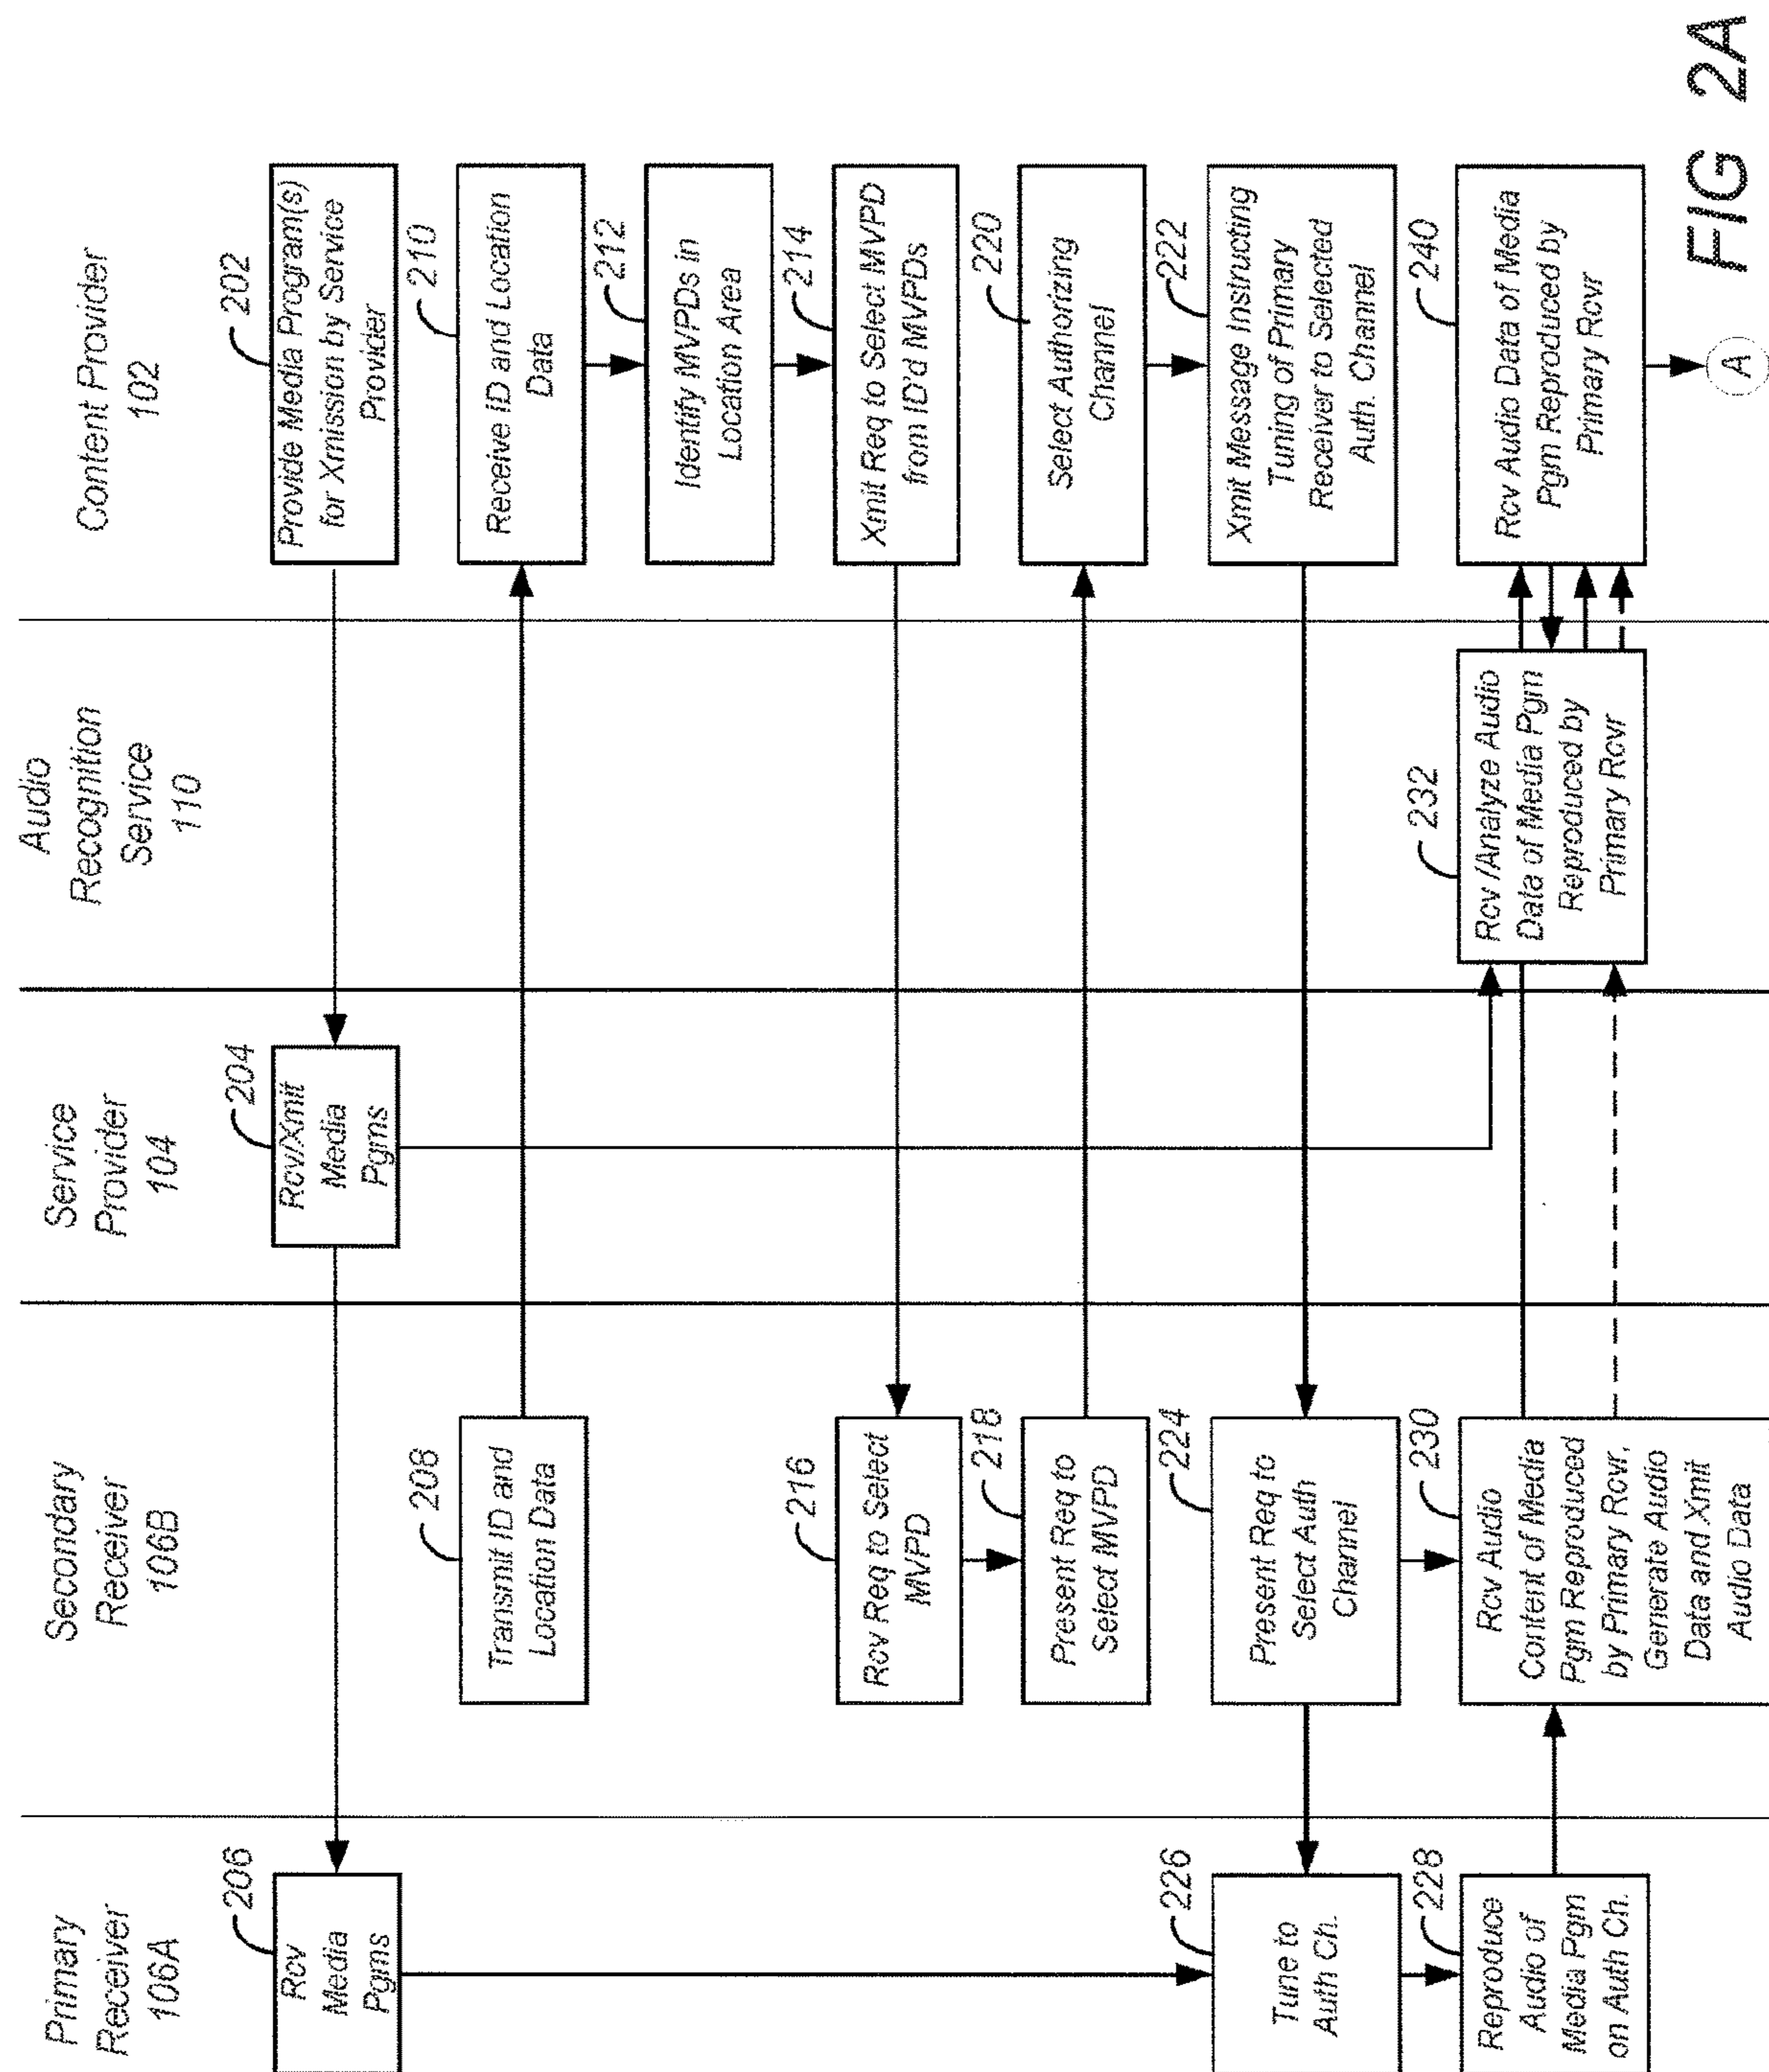 Primary
Receiver
106A
Secondary
Receiver
106B
Service
Provider
104
Audio
Recognition
Service
110
Content Provider
102
206
Rcv
Media
Pgms
204
Rcv/Xmit
Media
Pgms
202
Provide Media Program(s)
for Xmission by Service
Provider
208
Transmit ID and
Location Data
210
Receive ID and Location
Data
212
Identify MVPDs in
Location Area
216
Rcv Req to Select
MVPD
214
Xmit Req to Select MVPD
from ID'd MVPDs
218
Present Req to
Select MVPD
220
Select Authorizing
Channel
226
Tune to
Auth Ch.
224
Present Req to
Select Auth
Channel
222
Xmit Message Instructing
Tuning of Primary
Receiver to Selected
Auth. Channel
228
Reproduce
Audio of
Media Pgm
on Auth Ch.
230
Rcv Audio
Content of Media
Pgm Reproduced
by Primary Rcvr,
Generate Audio
Data and Xmit
Audio Data
232
Rcv /Analyze Audio
Data of Media Pgm
Reproduced by
Primary Rcvr
240
Rcv Audio Data of Media
Pgm Reproduced by
Primary Rcvr
A
FIG 2A